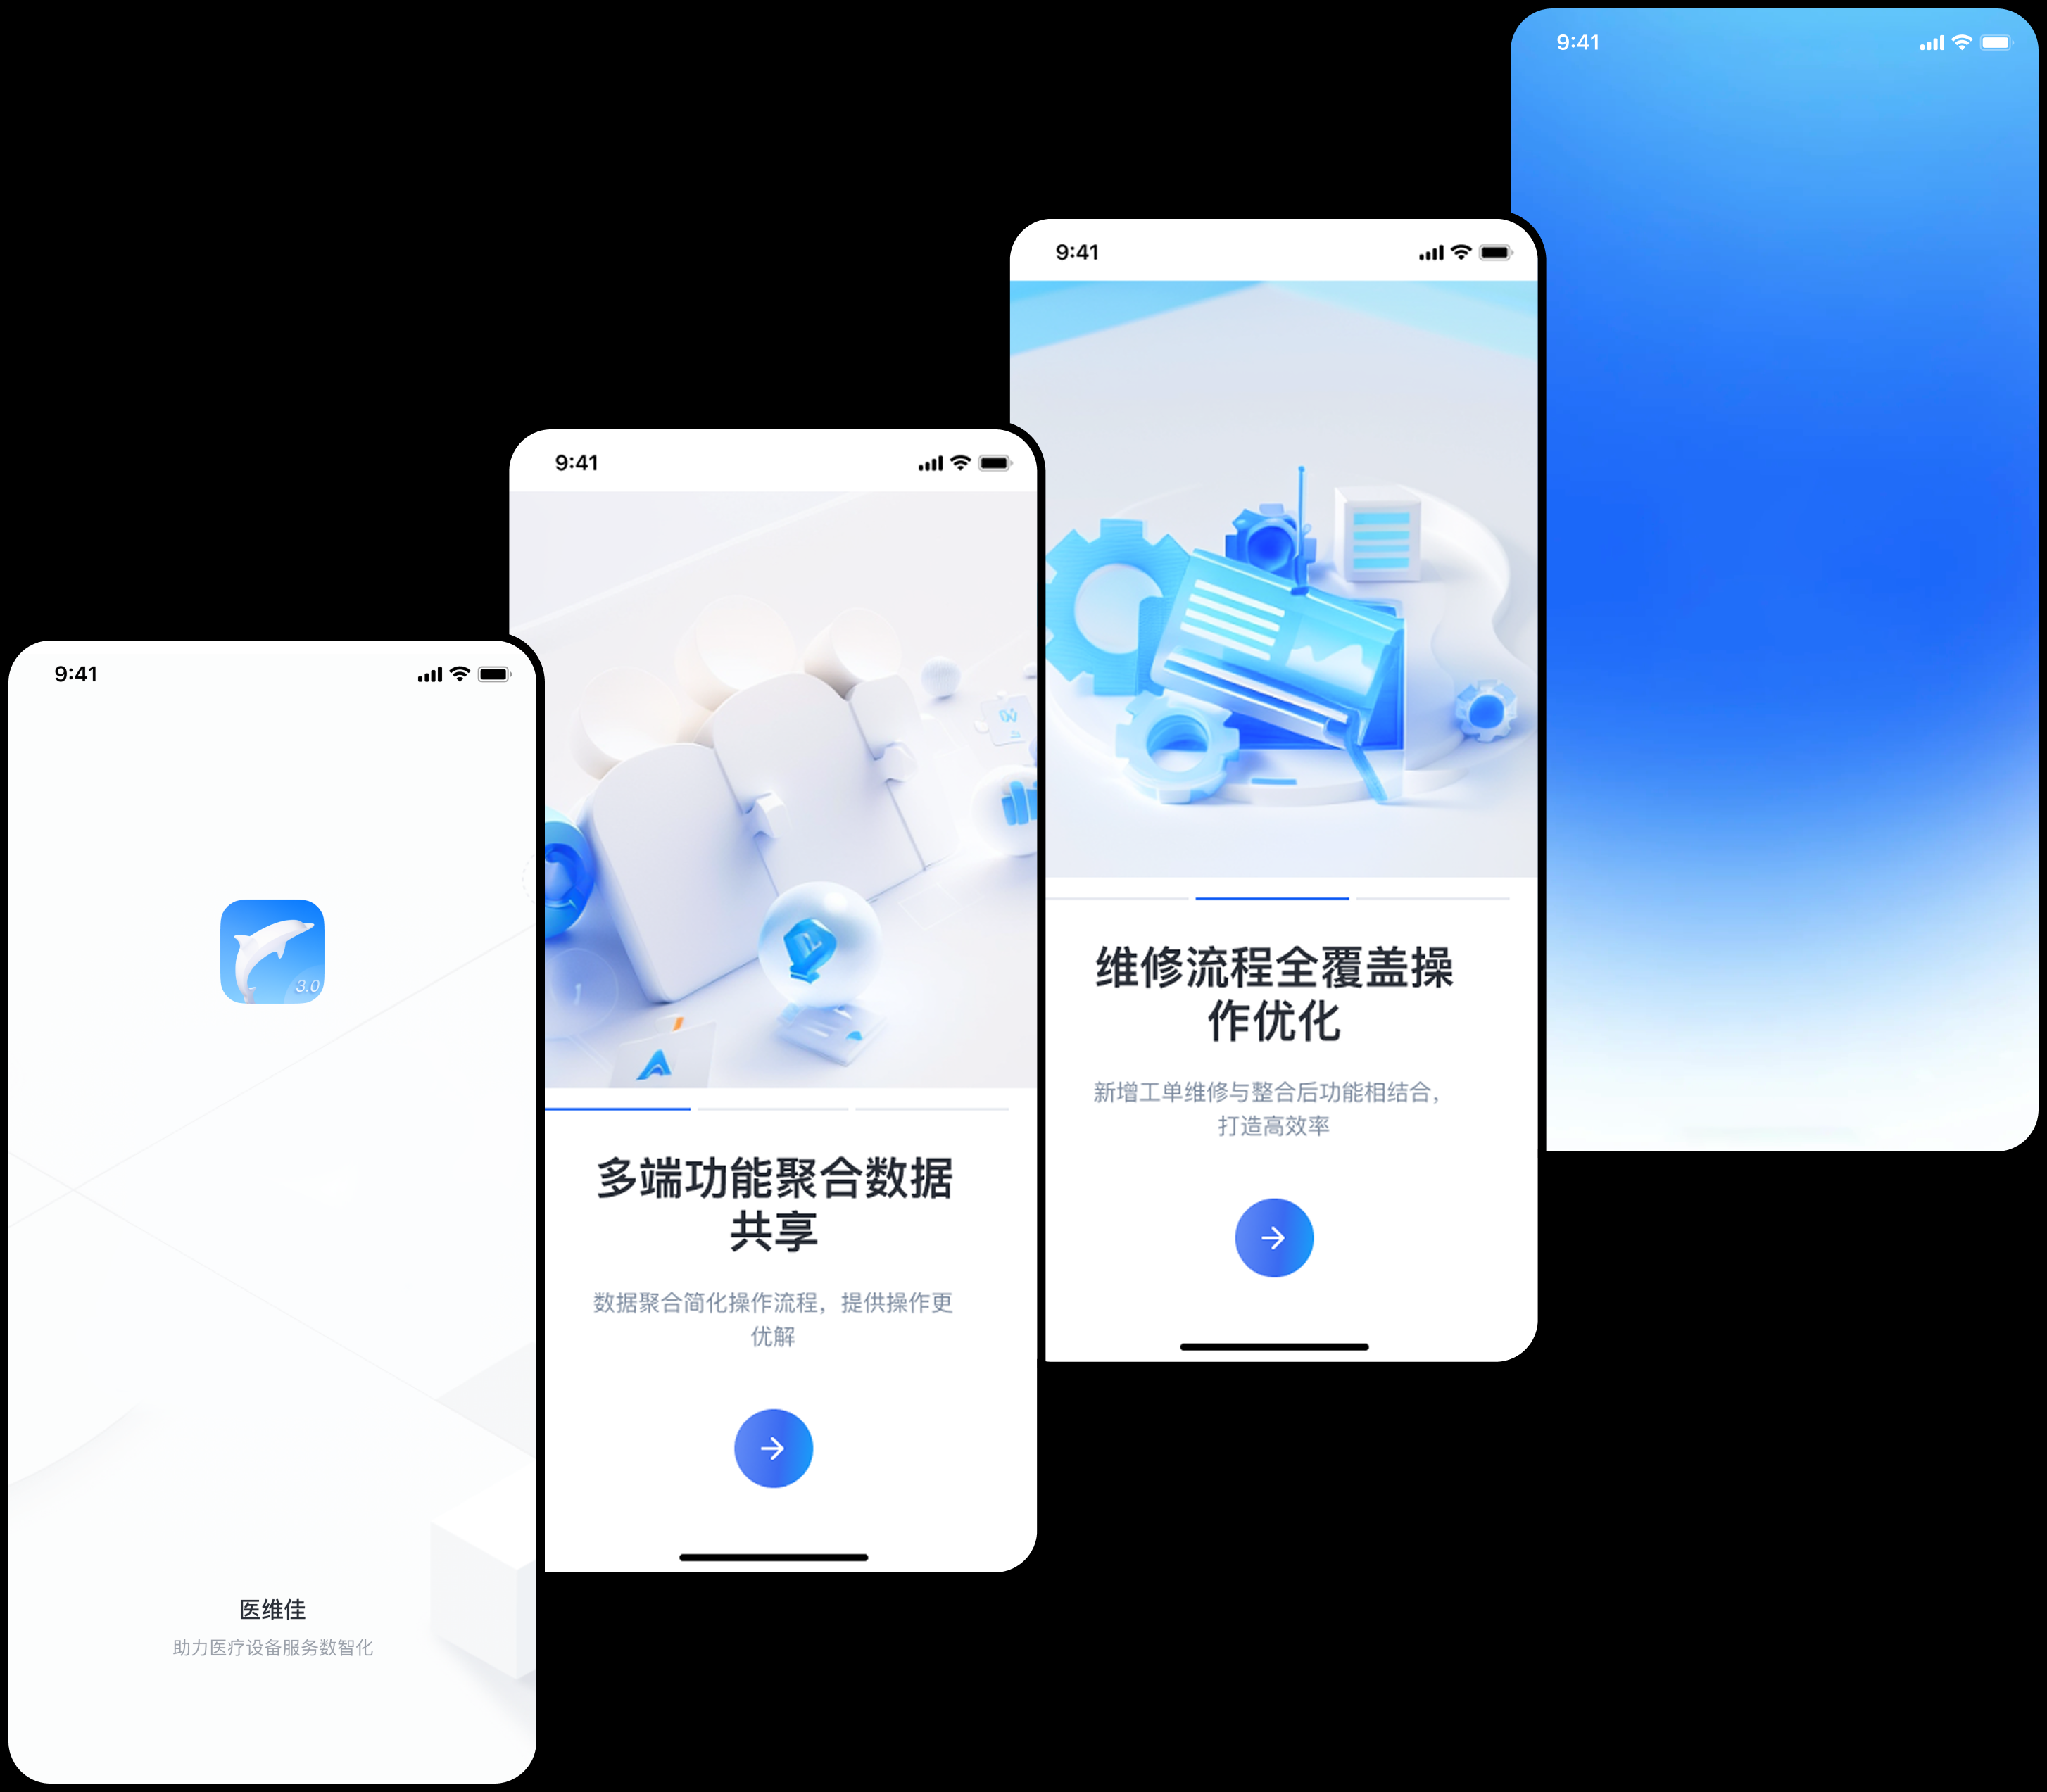 9:41
3.0
医维佳
助力医疗设备服务数智化
9:41
多端功能聚合数据
共享
数据聚合简化操作流程，提供操作更
优解
9:41
维修流程全覆盖操
作优化
新增工单维修与整合后功能相结合，
打造高效率
9:41